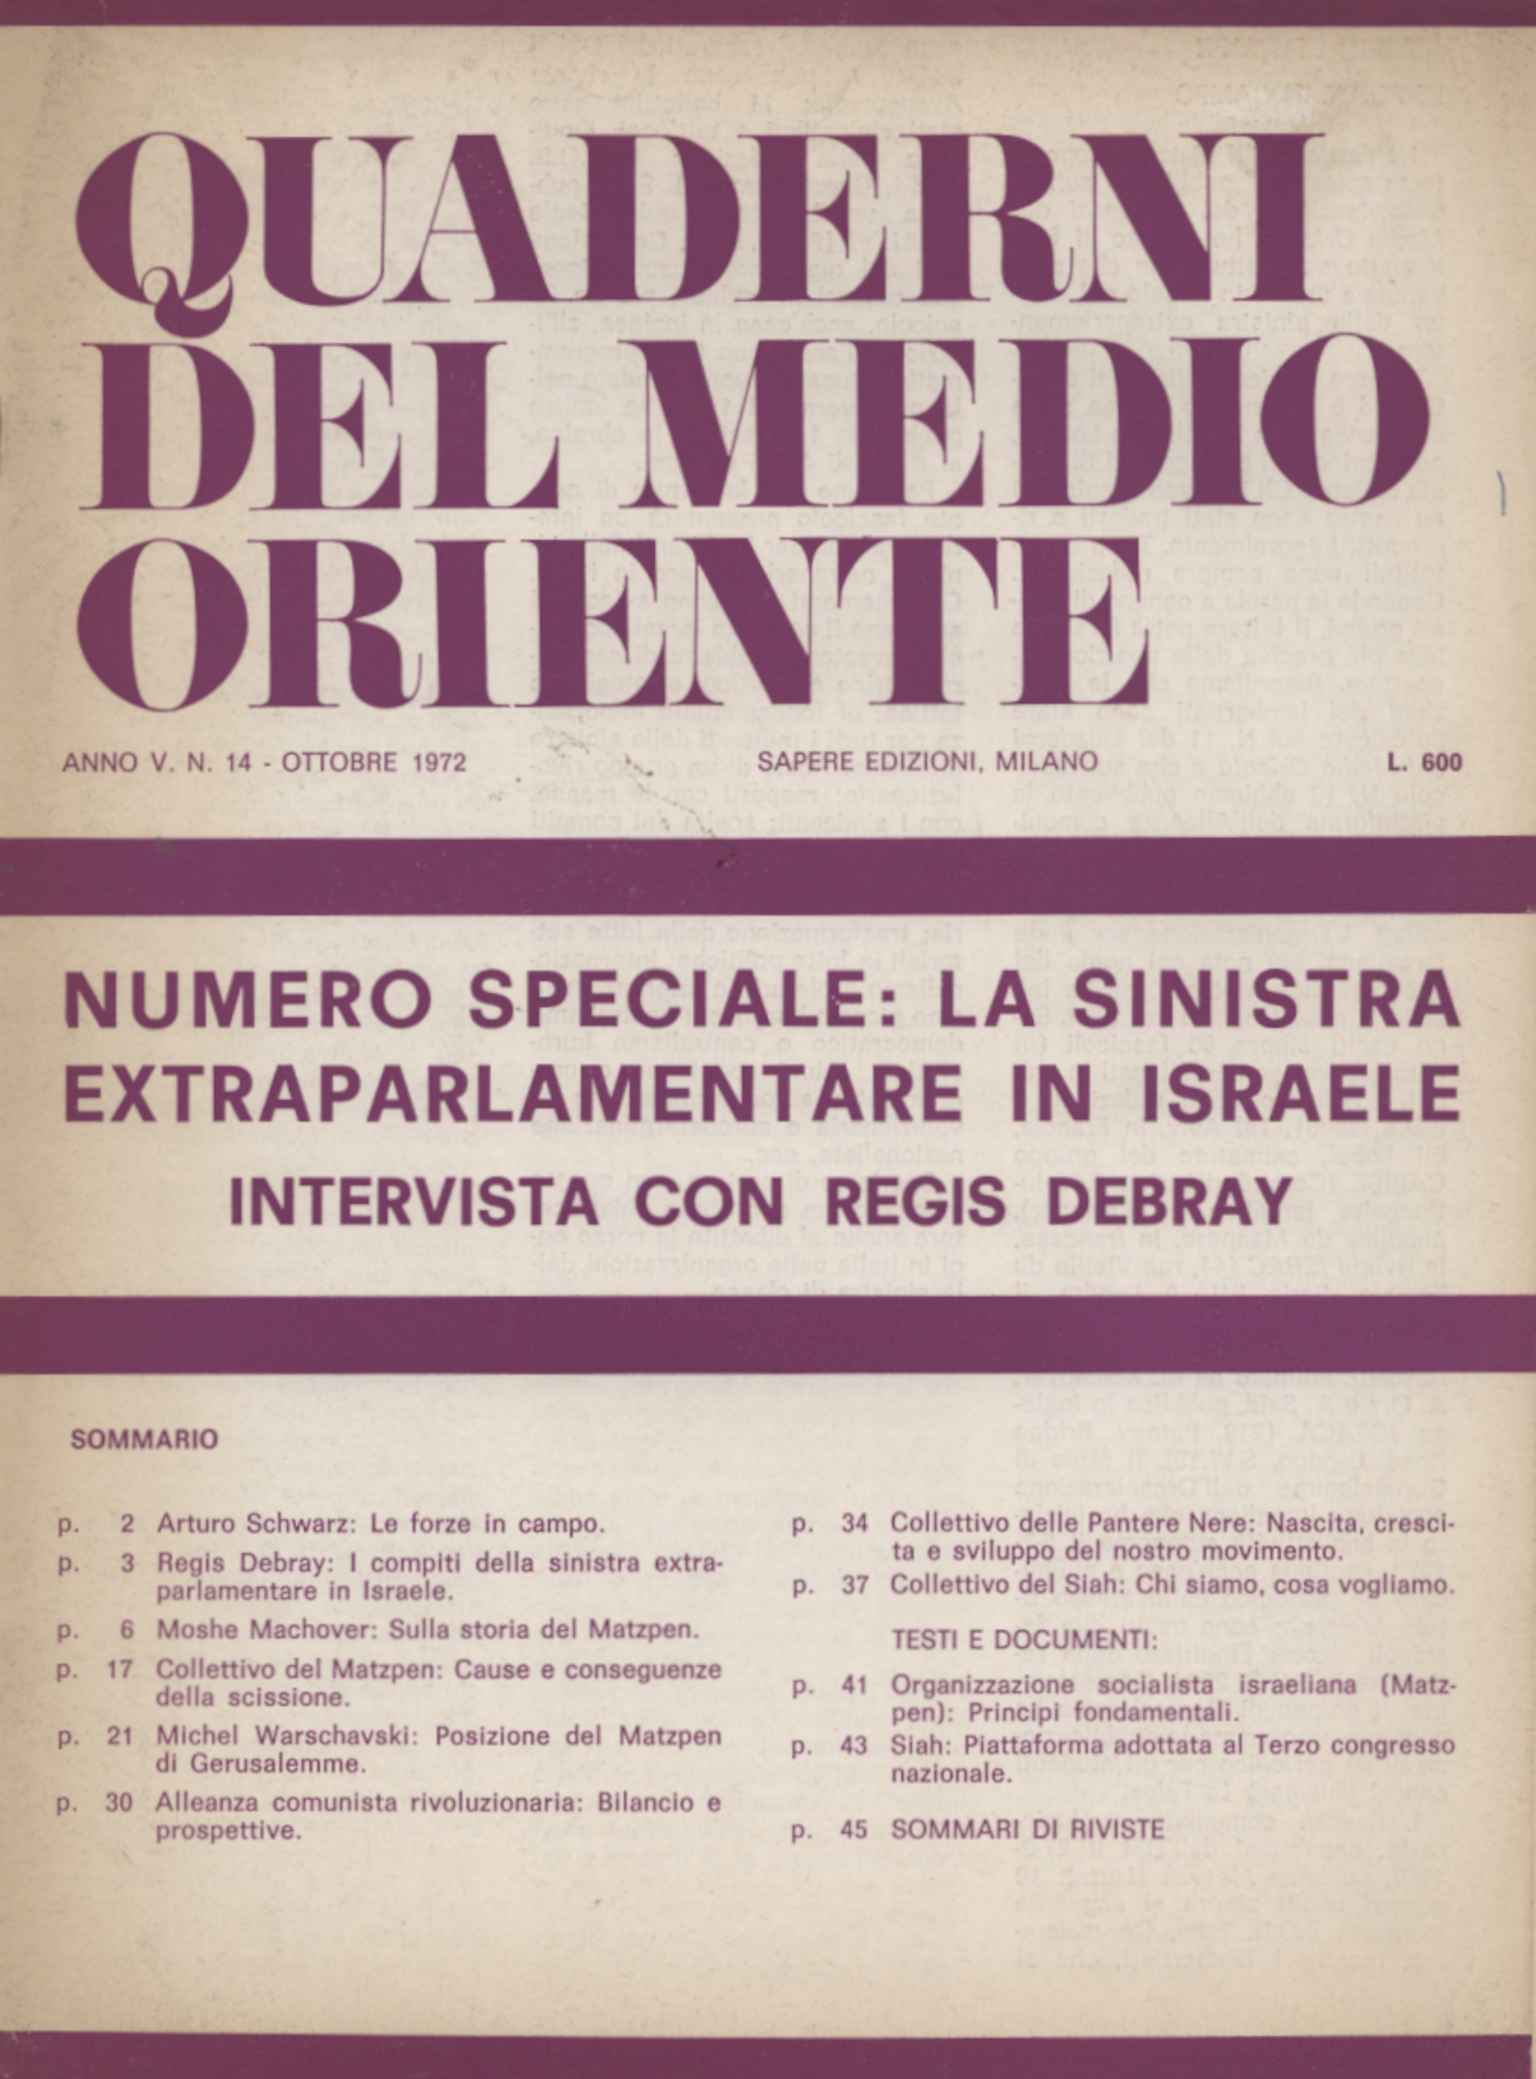 QUADERNI
DEL MEDIO
ORIENTE
ANNO V. N. 14 - OTTOBRE 1972 SAPERE EDIZIONI, MILANO L. 600
NUMERO SPECIALE: LA SINISTRA
EXTRAPARLAMENTARE IN ISRAELE
INTERVISTA CON REGIS DEBRAY
SOMMARIO
p. 2 Arturo Schwarz: Le forze in campo.
p. 3 Regis Debray: I compiti della sinistra extra-
parlamentare in Israele.
p. 6 Moshe Machover: Sulla storia del Matzpen.
p. 17 Collettivo del Matzpen: Cause e conseguenze
della scissione.
p. 21 Michel Warschavski: Posizione del Matzpen
di Gerusalemme.
p. 30 Alleanza comunista rivoluzionaria: Bilancio e
prospettive.
p. 34 Collettivo delle Pantere Nere: Nascita, cresci-
ta e sviluppo del nostro movimento.
p. 37 Collettivo del Siah: Chi siamo, cosa vogliamo.
TESTI E DOCUMENTI:
p. 41 Organizzazione socialista israeliana (Matz-
pen): Principi fondamentali.
p. 43 Siah: Piattaforma adottata al Terzo congresso
nazionale.
p. 45 SOMMARI DI RIVISTE